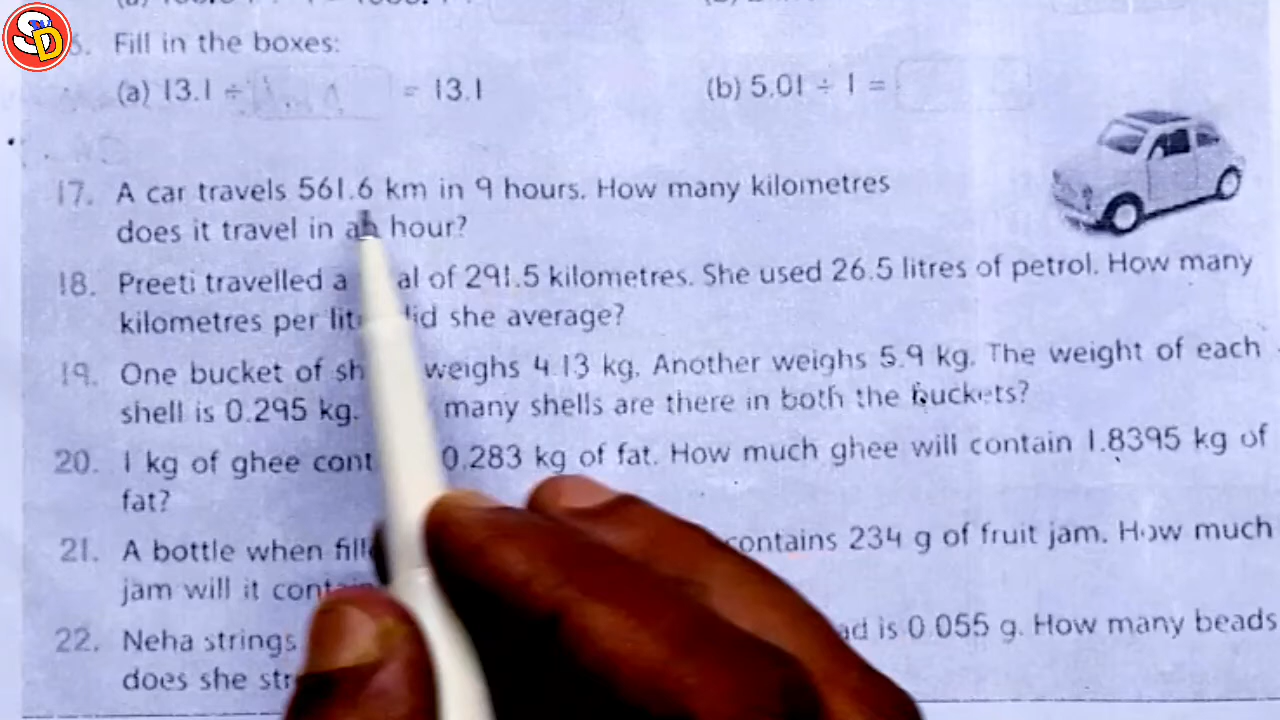 SD
6. Fill in the boxes:
(a) 13.1 ÷ = 13.1 (b) 5.01 ÷ 1 =
17. A car travels 561.6 km in 9 hours. How many kilometres
does it travel in an hour?
18. Preeti travelled a al of 291.5 kilometres. She used 26.5 litres of petrol. How many
kilometres per lit did she average?
19. One bucket of sh weighs 4.13 kg. Another weighs 5.9 kg. The weight of each
shell is 0.295 kg. many shells are there in both the buckets?
20. 1 kg of ghee cont 0.283 kg of fat. How much ghee will contain 1.8395 kg of
fat?
21. A bottle when fill contains 234 g of fruit jam. How much
jam will it contain
22. Neha strings ad is 0.055 g. How many beads
does she str